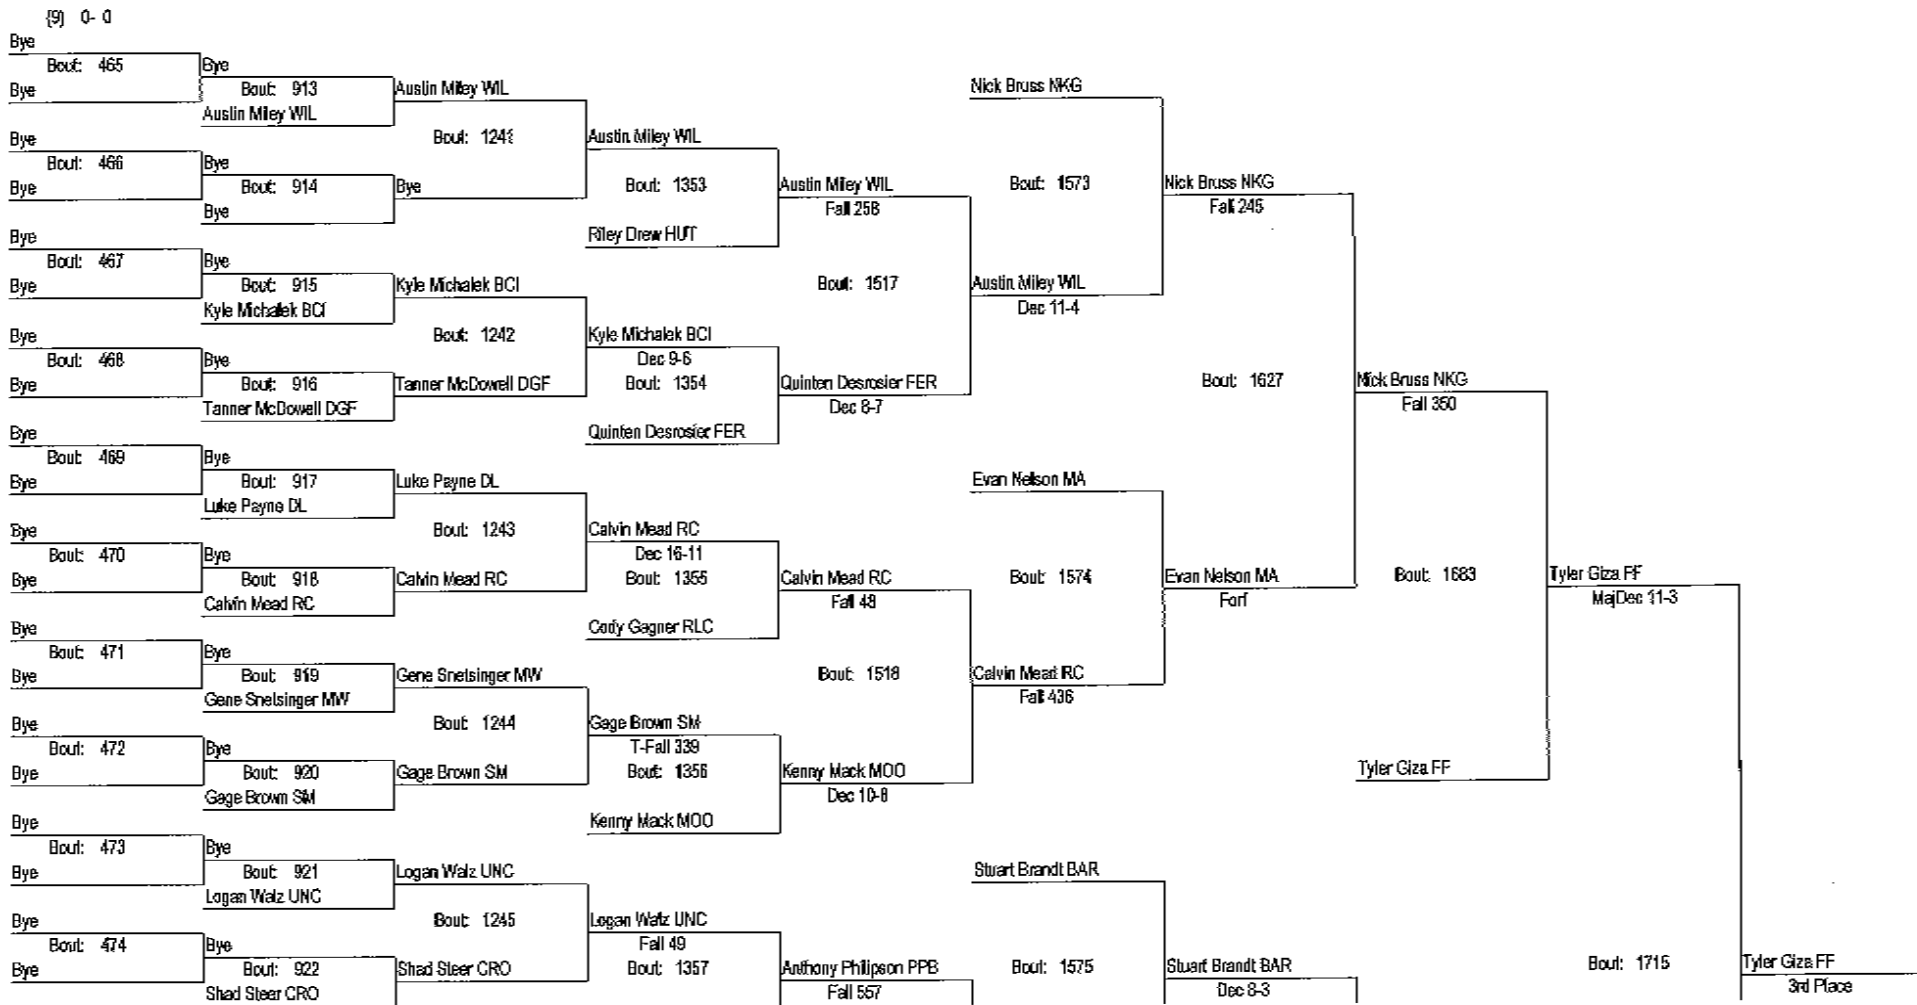 {9} 0- 0
Bye
Bout: 465
Bye
Bye
Bout: 913
Austin Miley WIL
Austin Miley WIL
Bye
Bout: 466
Bye
Bye
Bout: 914
Bye
Bye
Bout: 1241
Austin Miley WIL
Bye
Bout: 467
Bye
Bye
Bout: 915
Kyle Michalek BCI
Kyle Michalek BCI
Bye
Bout: 468
Bye
Bye
Bout: 916
Tanner McDowell DGF
Tanner McDowell DGF
Bout: 1242
Kyle Michalek BCI
Dec 9-6
Bout: 1353
Riley Drew HUT
Austin Miley WIL
Fall 258
Bout: 1354
Quinten Desrosier FER
Quinten Desrosier FER
Dec 8-7
Bout: 1517
Austin Miley WIL
Dec 11-4
Nick Bruss NKG
Bout: 1573
Nick Bruss NKG
Fall 245
Bye
Bout: 469
Bye
Bye
Bout: 917
Luke Payne DL
Luke Payne DL
Bye
Bout: 470
Bye
Bye
Bout: 918
Calvin Mead RC
Calvin Mead RC
Bout: 1243
Calvin Mead RC
Dec 16-11
Bout: 1355
Cody Gagner RLC
Calvin Mead RC
Fall 48
Bye
Bout: 471
Bye
Bye
Bout: 919
Gene Snetsinger MW
Gene Snetsinger MW
Bye
Bout: 472
Bye
Bye
Bout: 920
Gage Brown SM
Gage Brown SM
Bout: 1244
Gage Brown SM
T-Fall 339
Bout: 1356
Kenny Mack MOO
Kenny Mack MOO
Dec 10-8
Bout: 1518
Calvin Mead RC
Fall 436
Evan Nelson MA
Bout: 1574
Evan Nelson MA
Forf
Bout: 1627
Nick Bruss NKG
Fall 350
Bout: 1683
Tyler Giza FF
Tyler Giza FF
MajDec 11-3
Bye
Bout: 473
Bye
Bye
Bout: 921
Logan Walz UNC
Logan Walz UNC
Bye
Bout: 474
Bye
Bye
Bout: 922
Shad Steer CRO
Shad Steer CRO
Bout: 1245
Logan Walz UNC
Fall 49
Bout: 1357
Anthony Philipson PPB
Fall 557
Stuart Brandt BAR
Bout: 1575
Stuart Brandt BAR
Dec 8-3
Bout: 1715
Tyler Giza FF
3rd Place